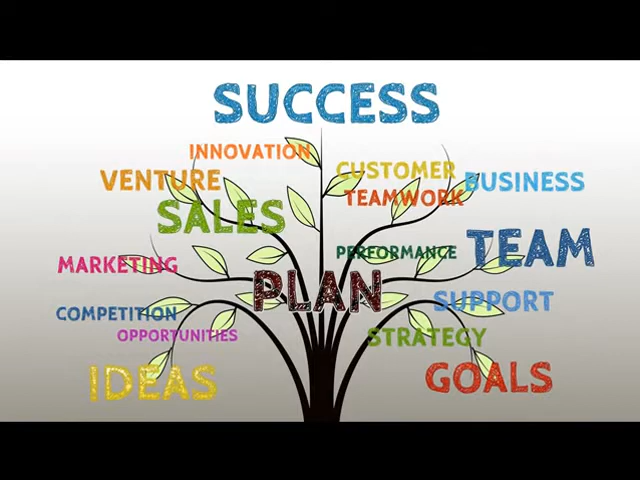 SUCCESS
INNOVATION
CUSTOMER
VENTURE
BUSINESS
TEAMWORK
SALES
TEAM
PERFORMANCE
MARKETING
PLAN
SUPPORT
COMPETITION
OPPORTUNITIES
STRATEGY
IDEAS
GOALS